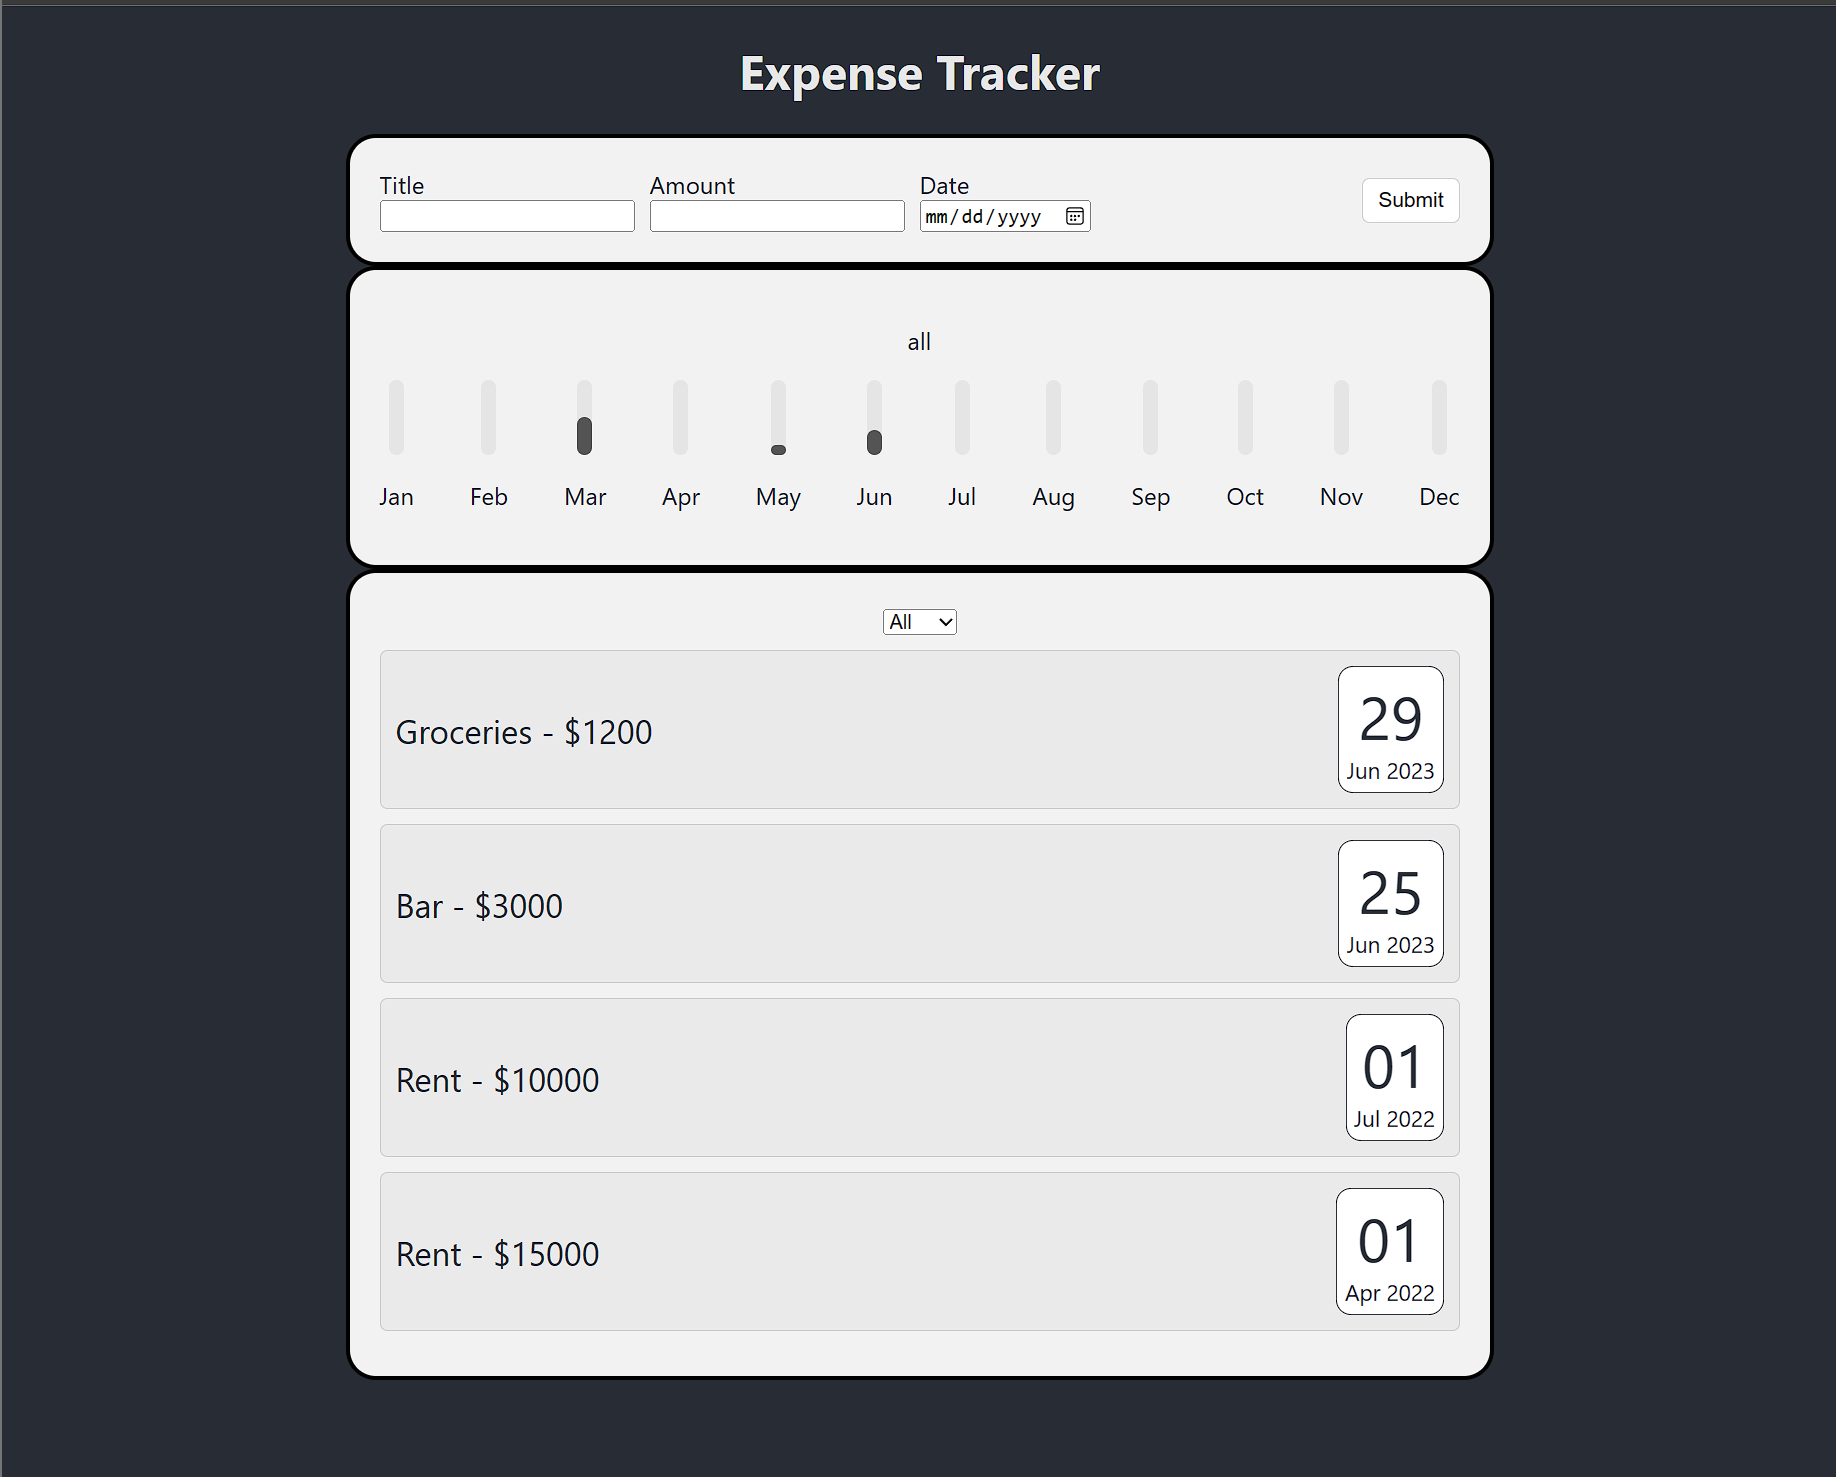 Expense Tracker
Title Amount Date
mm/dd/yyyy
Submit
all
Jan Feb Mar Apr May Jun Jul Aug Sep Oct Nov Dec
All
Groceries - $1200
29
Jun 2023
Bar - $3000
25
Jun 2023
Rent - $10000
01
Jul 2022
Rent - $15000
01
Apr 2022